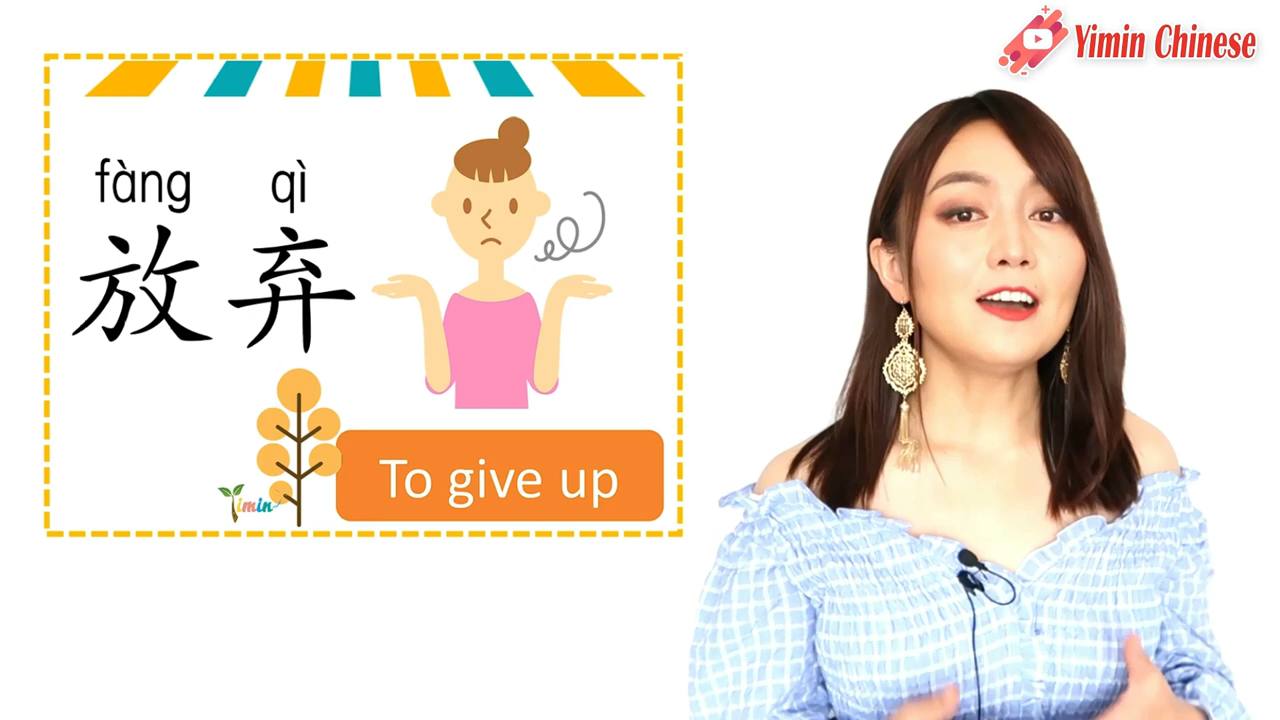 Yimin Chinese
fàng qì
放弃
To give up
Yimin